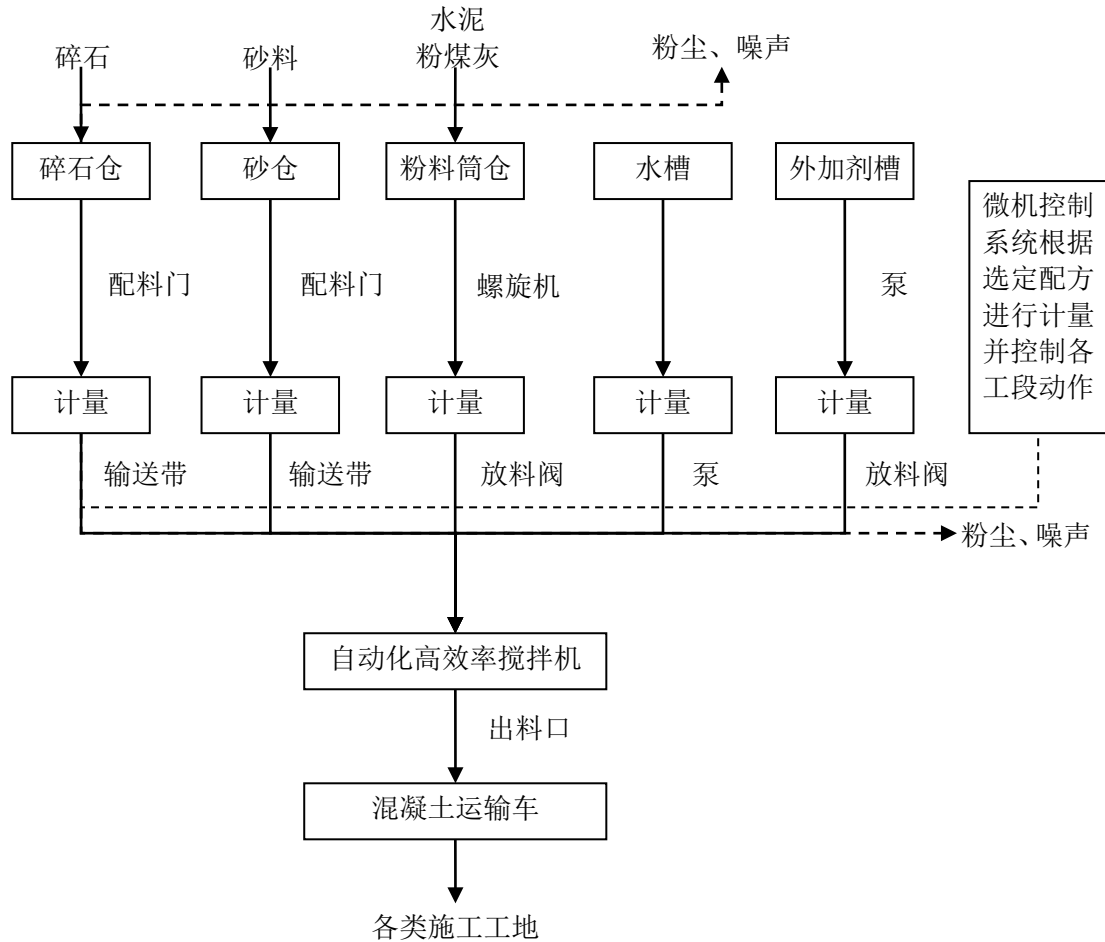 水泥
碎石
砂料
粉煤灰
粉尘、噪声
碎石仓
砂仓
粉料筒仓
水槽
外加剂槽
微机控制
系统根据
选定配方
进行计量
并控制各
工段动作
配料门
配料门
螺旋机
泵
计量
计量
计量
计量
计量
输送带
输送带
放料阀
泵
放料阀
粉尘、噪声
自动化高效率搅拌机
出料口
混凝土运输车
各类施工工地